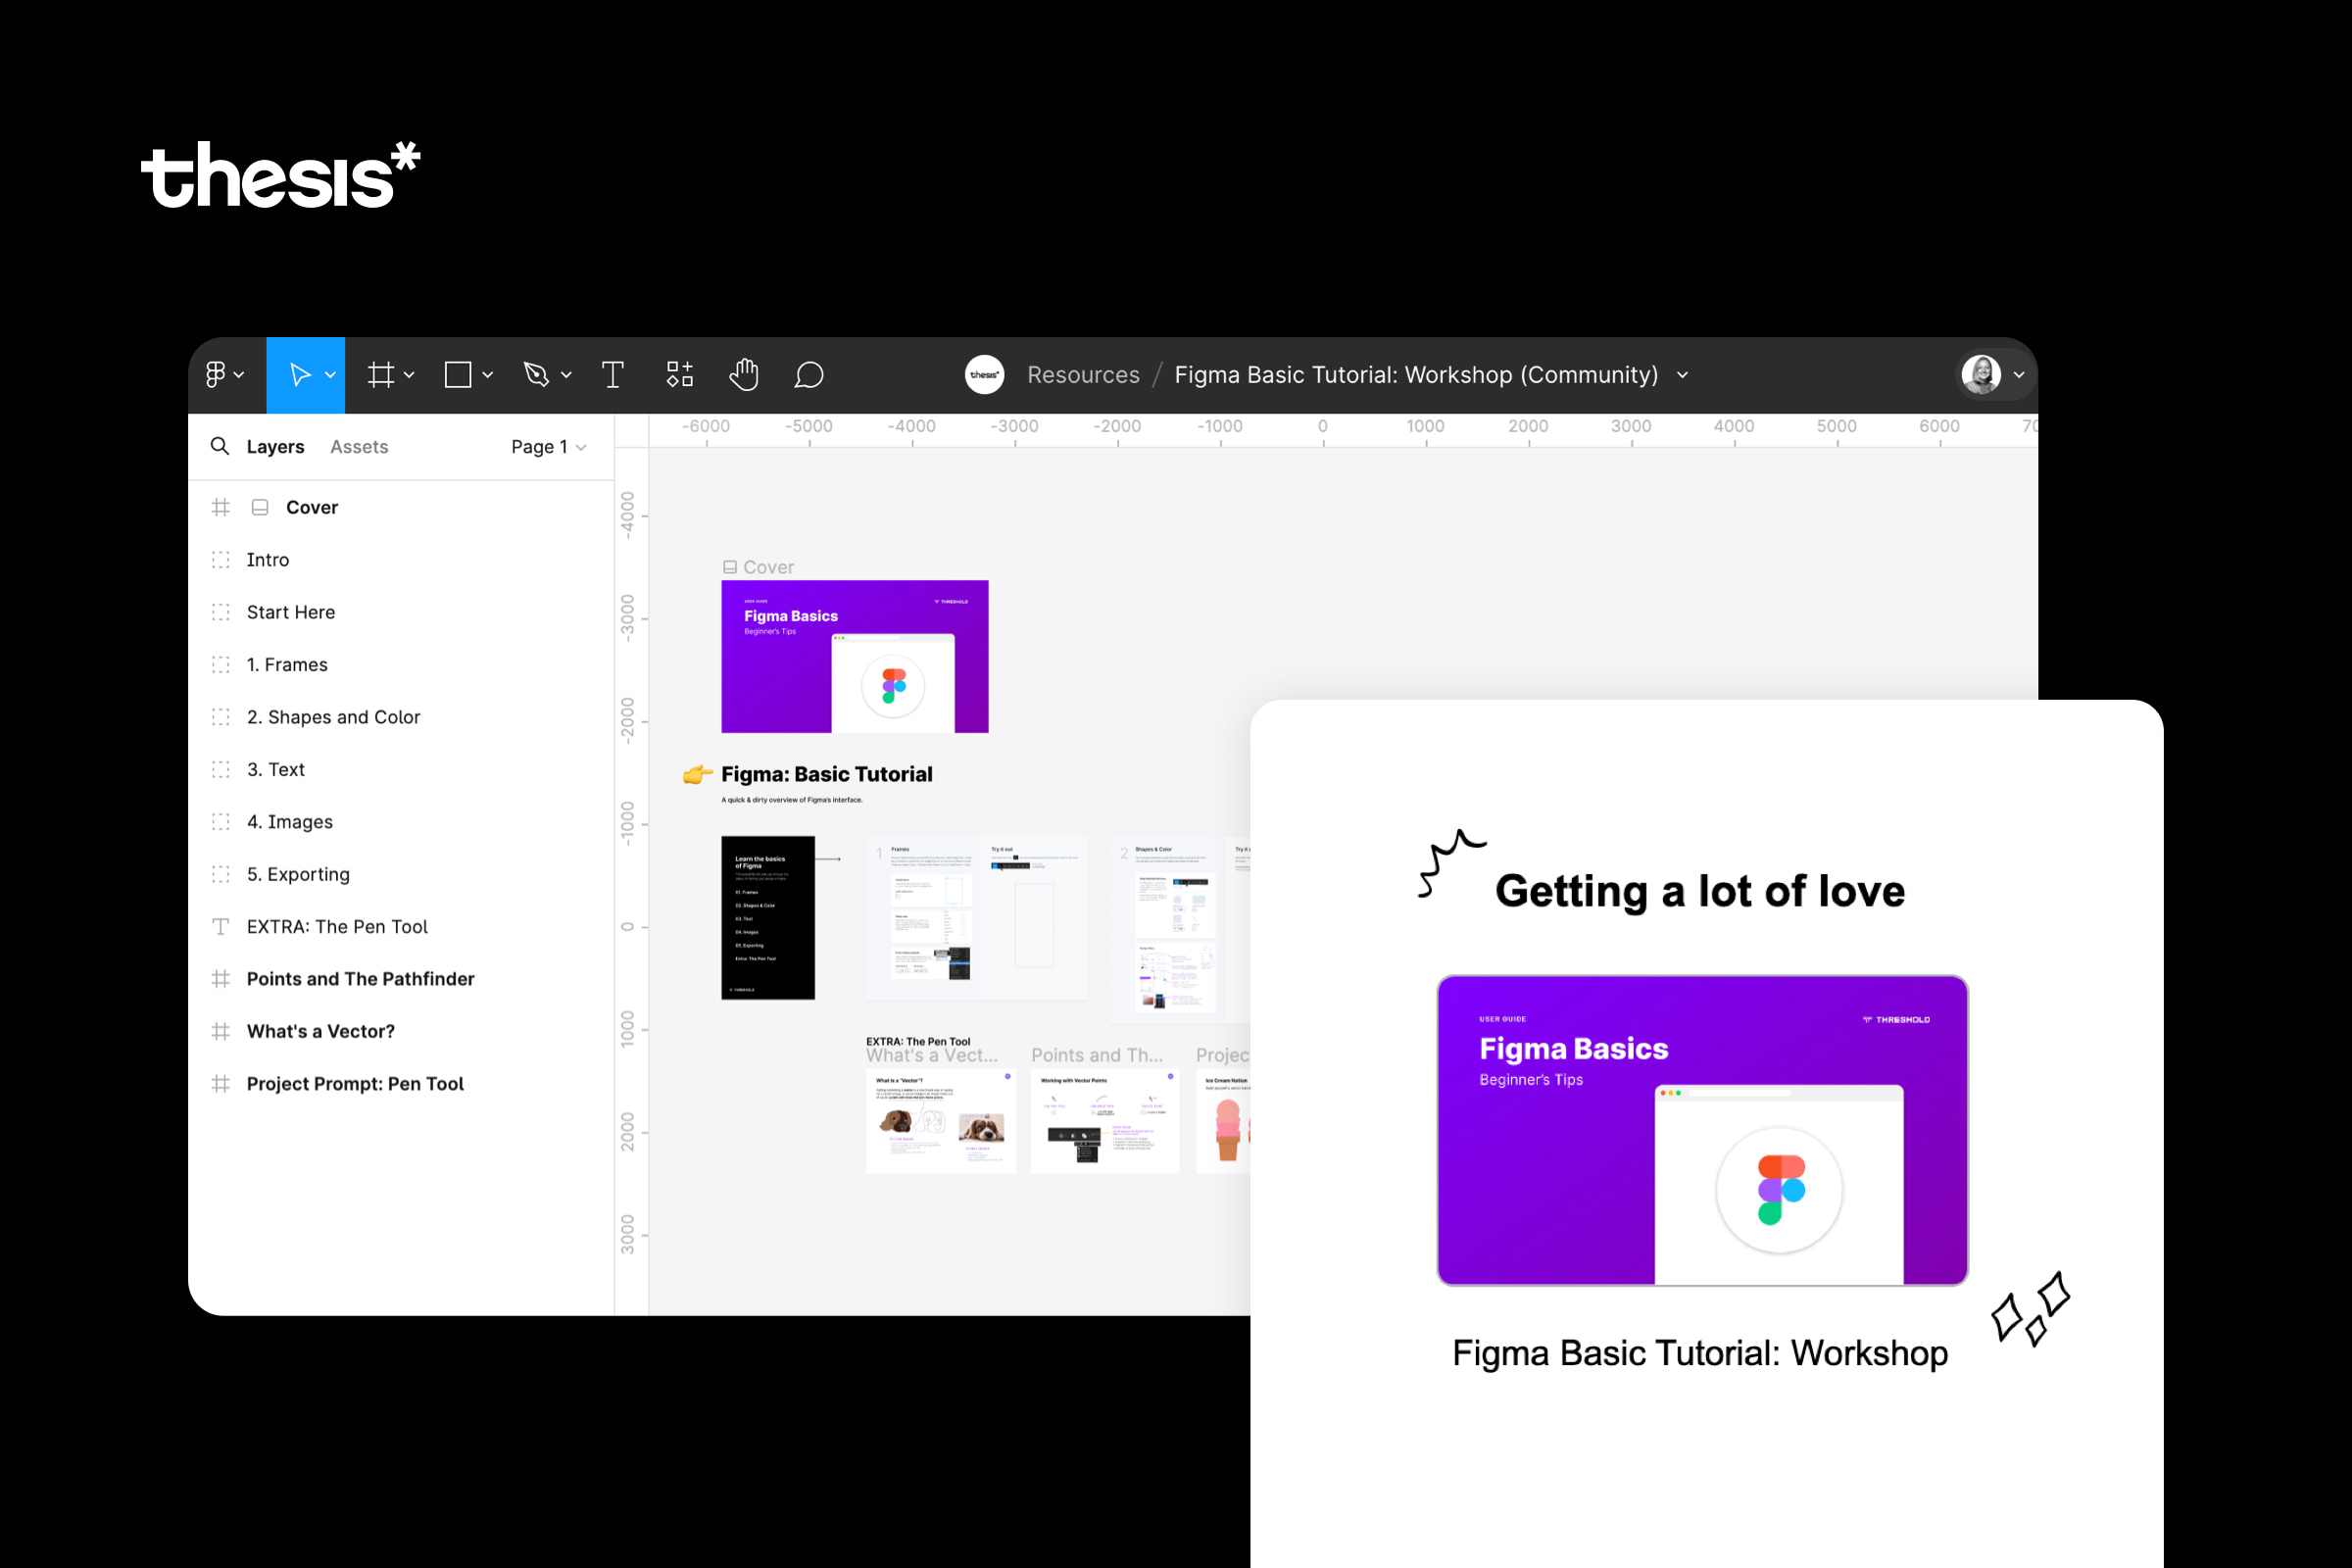 thesis*
thesis*
Resources / Figma Basic Tutorial: Workshop (Community)
Layers Assets Page 1
Cover
Intro
Start Here
1. Frames
2. Shapes and Color
3. Text
4. Images
5. Exporting
EXTRA: The Pen Tool
Points and The Pathfinder
What's a Vector?
Project Prompt: Pen Tool
-6000 -5000 -4000 -3000 -2000 -1000 0 1000 2000 3000 4000 5000 6000 70
-4000
-3000
-2000
-1000
0
1000
2000
3000
Cover
USER GUIDE
THRESHOLD
Figma Basics
Beginner's Tips
👉 Figma: Basic Tutorial
A quick & dirty overview of Figma's interface.
Learn the basics
of Figma
01. Frames
02. Shapes & Color
03. Text
04. Images
05. Exporting
Extra: The Pen Tool
THRESHOLD
1 Frames
Try it out
2 Shapes & Color
Try it
EXTRA: The Pen Tool
What's a Vect... Points and Th... Projec
What is a "Vector"?
Working with Vector Points
Ice Cream Nation
Getting a lot of love
USER GUIDE
THRESHOLD
Figma Basics
Beginner's Tips
Figma Basic Tutorial: Workshop